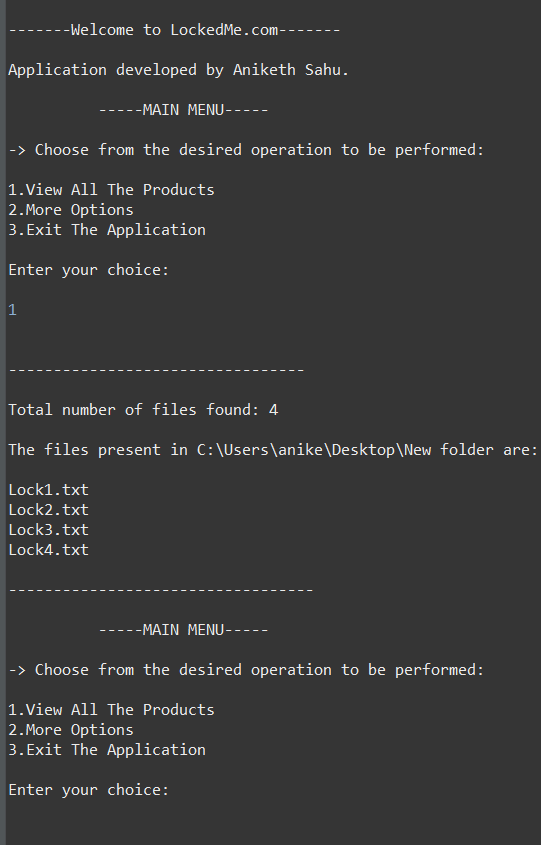 -------Welcome to LockedMe.com-------
Application developed by Aniketh Sahu.
-----MAIN MENU-----
-> Choose from the desired operation to be performed:
1.View All The Products
2.More Options
3.Exit The Application
Enter your choice:
1
---------------------------------
Total number of files found: 4
The files present in C:\Users\anike\Desktop\New folder are:
Lock1.txt
Lock2.txt
Lock3.txt
Lock4.txt
----------------------------------
-----MAIN MENU-----
-> Choose from the desired operation to be performed:
1.View All The Products
2.More Options
3.Exit The Application
Enter your choice: